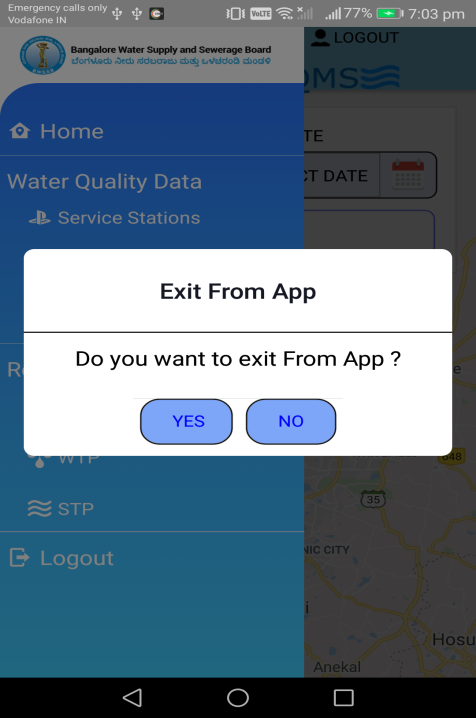 Emergency calls only
Vodafone IN
VoLTE
77%
7:03 pm
Bangalore Water Supply and Sewerage Board
ಬೆಂಗಳೂರು ನೀರು ಸರಬರಾಜು ಮತ್ತು ಒಳಚರಂಡಿ ಮಂಡಳಿ
LOGOUT
QMS
Home
TE
Water Quality Data
CT DATE
Service Stations
Exit From App
Do you want to exit From App ?
YES
NO
WTP
648
35
STP
NIC CITY
Logout
Hosu
Anekal